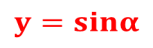 y = sinα